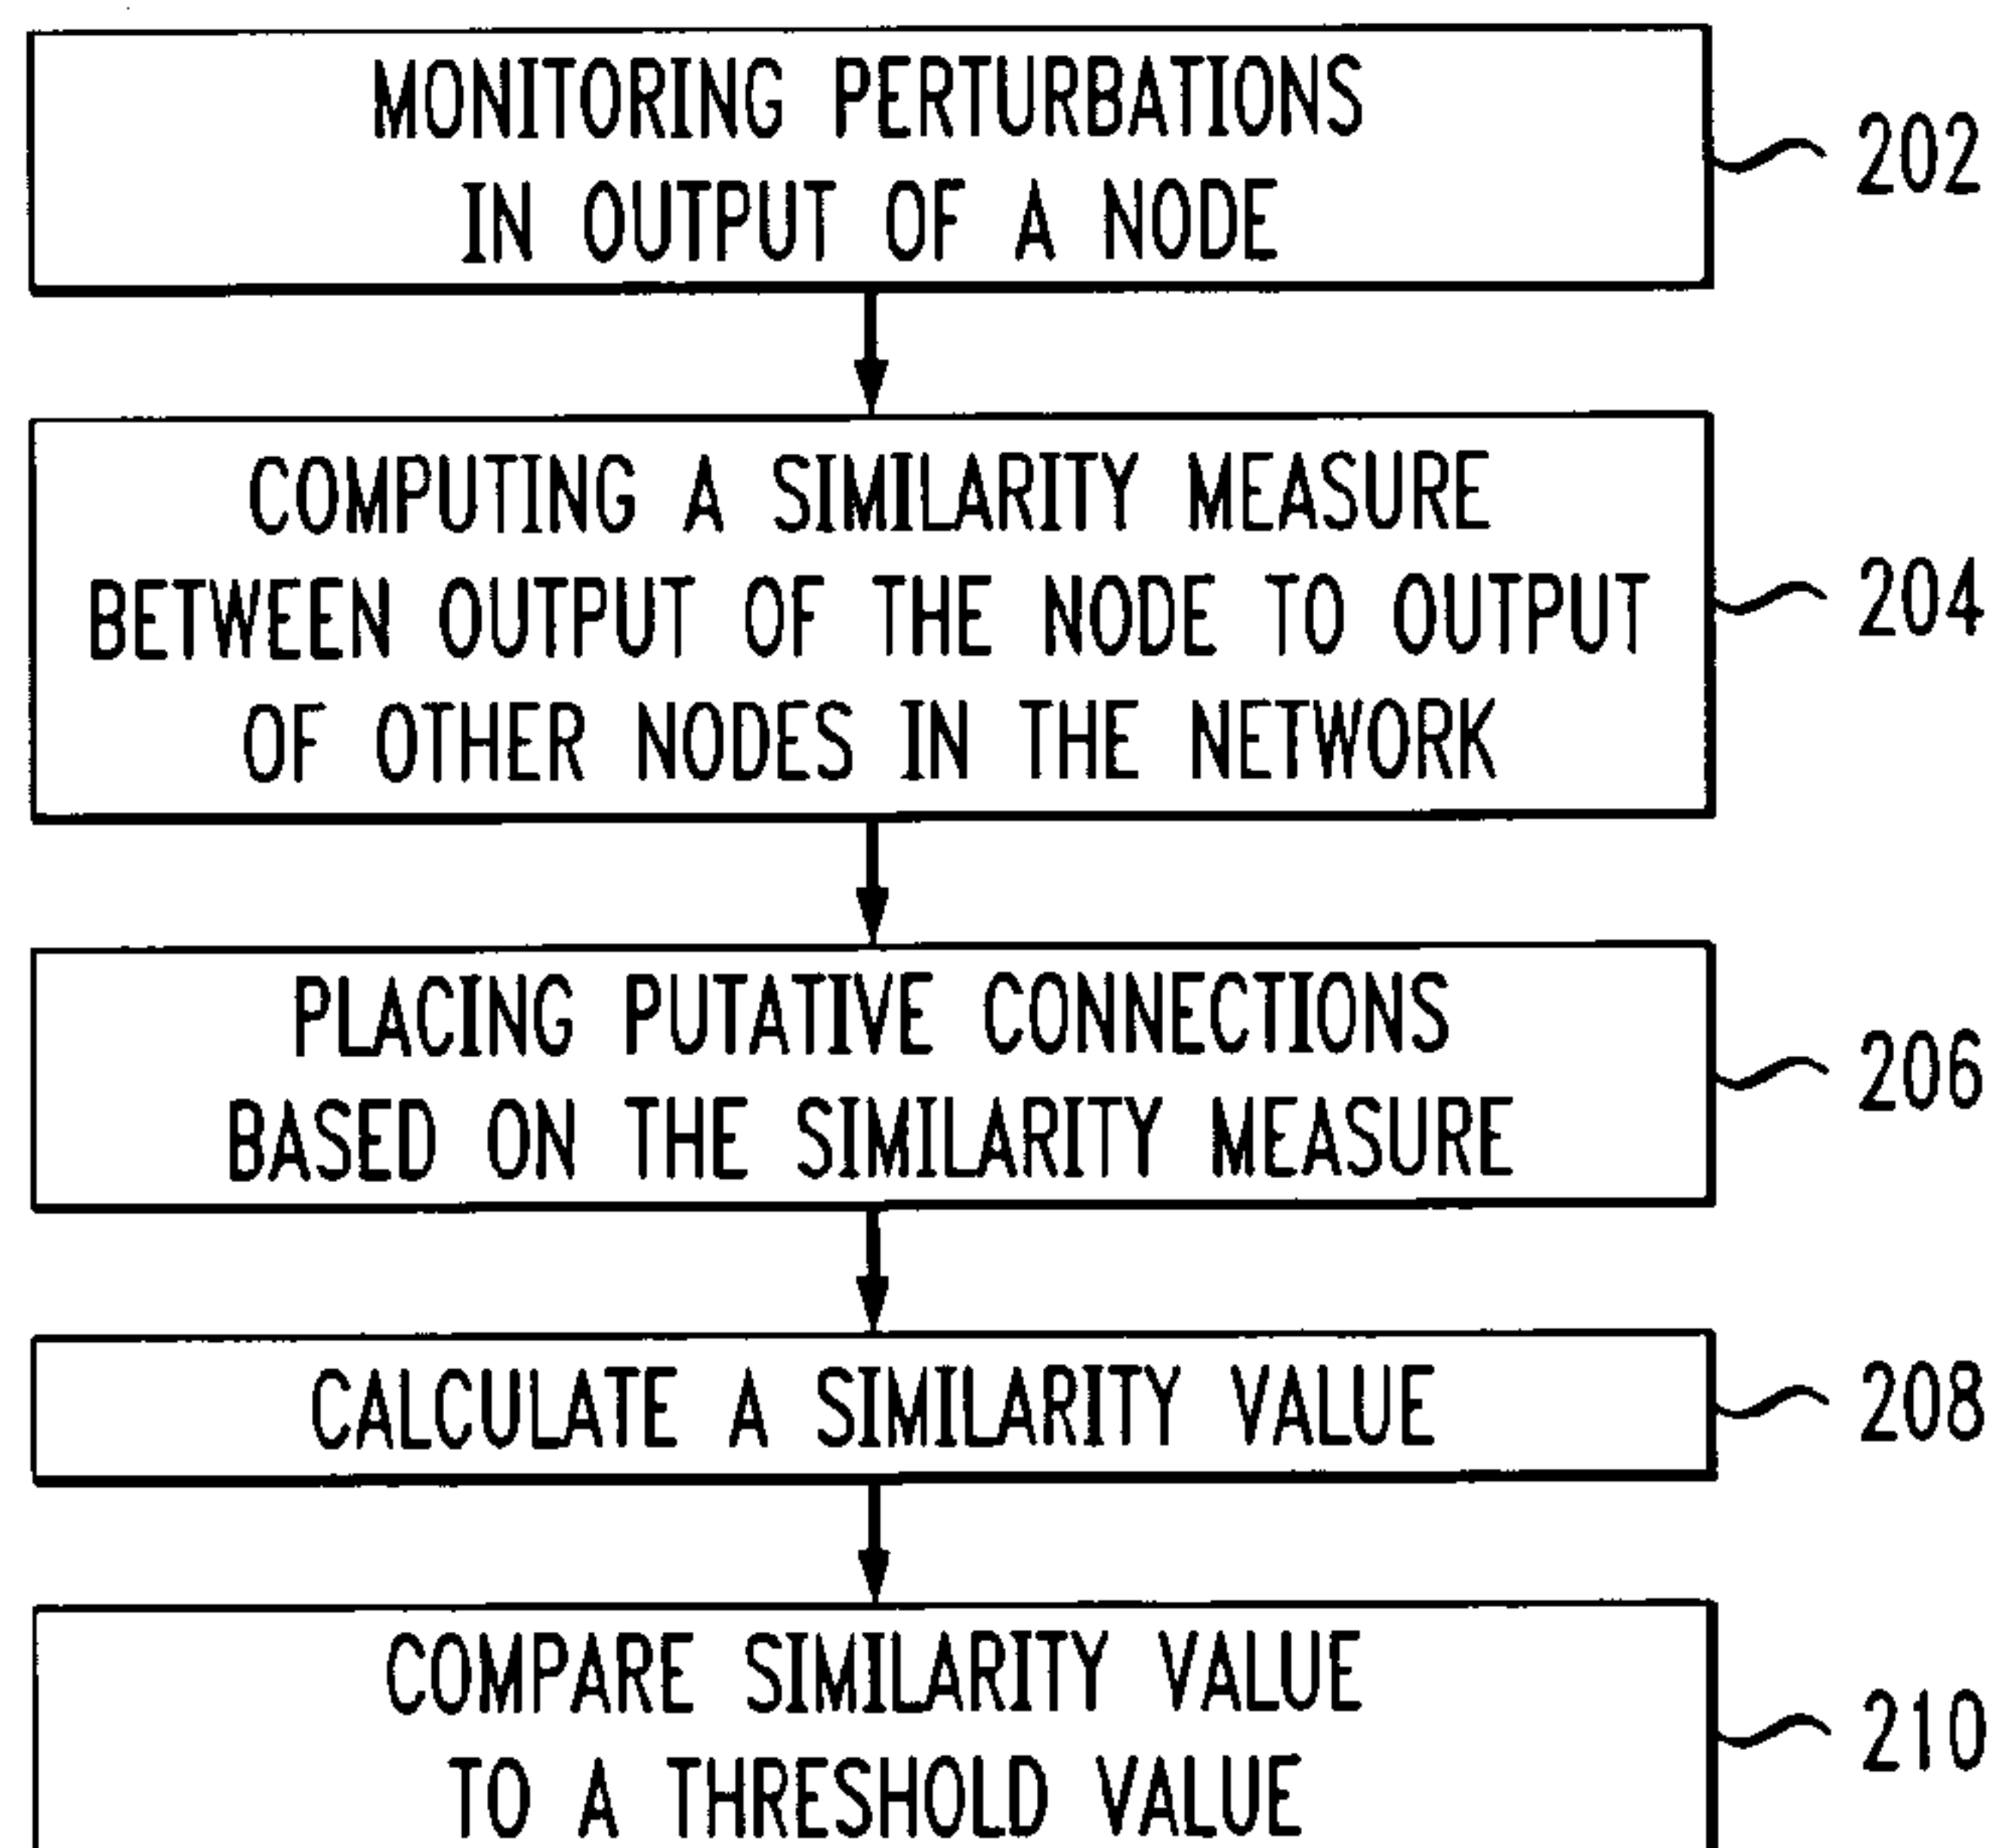 MONITORING PERTURBATIONS
IN OUTPUT OF A NODE
202
COMPUTING A SIMILARITY MEASURE
BETWEEN OUTPUT OF THE NODE TO OUTPUT
OF OTHER NODES IN THE NETWORK
204
PLACING PUTATIVE CONNECTIONS
BASED ON THE SIMILARITY MEASURE
206
CALCULATE A SIMILARITY VALUE
208
COMPARE SIMILARITY VALUE
TO A THRESHOLD VALUE
210